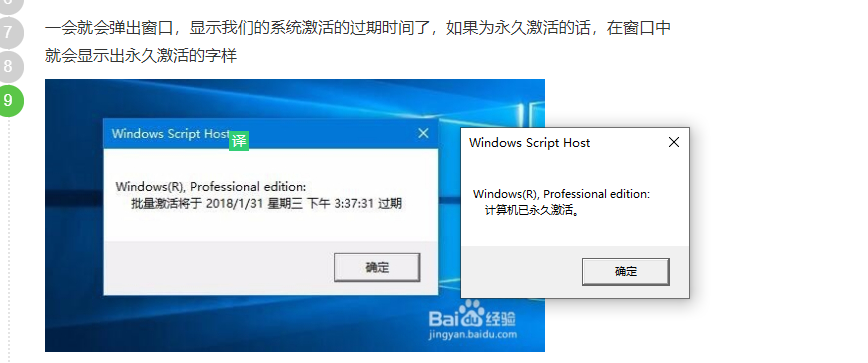 一会就会弹出窗口，显示我们的系统激活的过期时间了，如果为永久激活的话，在窗口中
就会显示出永久激活的字样
7
8
9
Windows Script Host
译
Windows(R), Professional edition:
批量激活将于 2018/1/31 星期三 下午 3:37:31 过期
确定
Windows Script Host
Windows(R), Professional edition:
计算机已永久激活。
确定
Baidu经验
jingyan.baidu.com